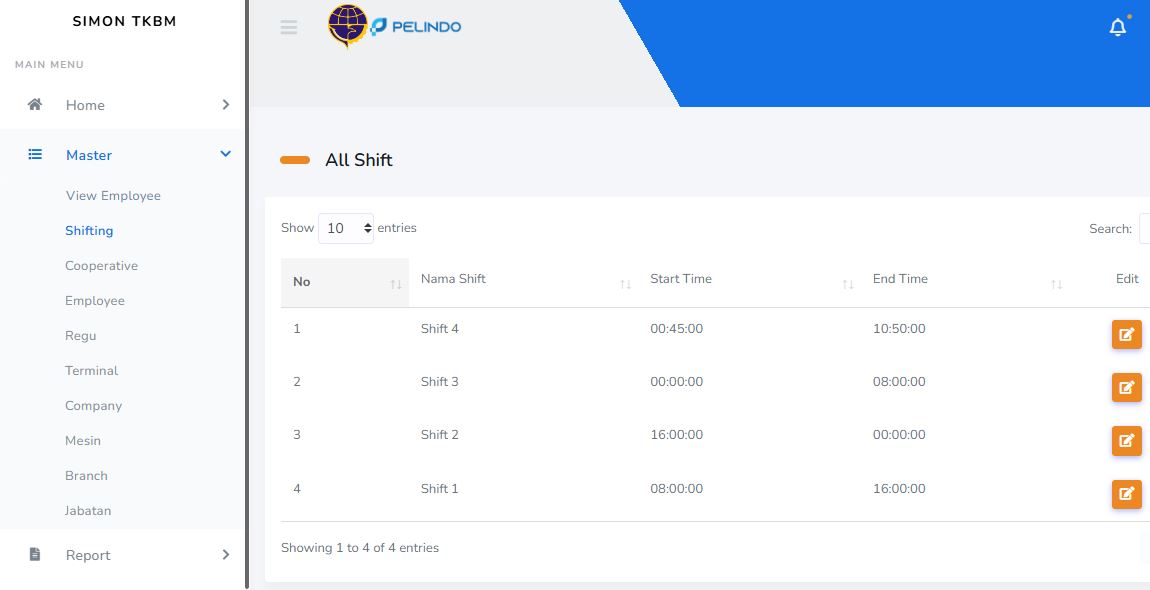 SIMON TKBM
MAIN MENU
Home
Master
View Employee
Shifting
Cooperative
Employee
Regu
Terminal
Company
Mesin
Branch
Jabatan
Report
PELINDO
All Shift
Show 10 entries
Search:
No Nama Shift Start Time End Time Edit
1 Shift 4 00:45:00 10:50:00
2 Shift 3 00:00:00 08:00:00
3 Shift 2 16:00:00 00:00:00
4 Shift 1 08:00:00 16:00:00
Showing 1 to 4 of 4 entries